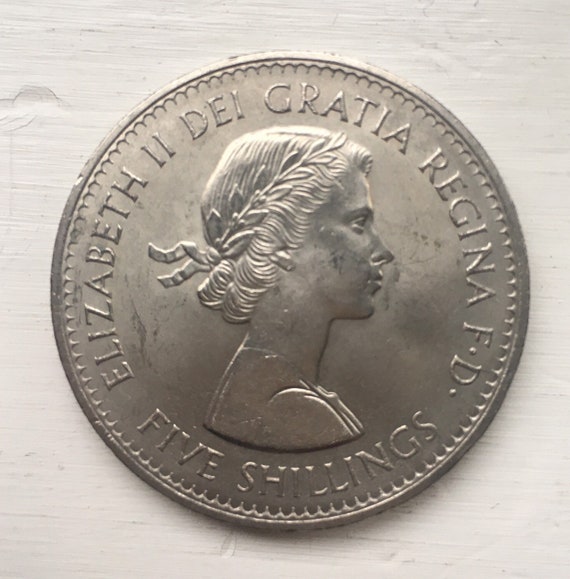 ELIZABETH II DEI GRATIA REGINA F.D.
FIVE SHILLINGS